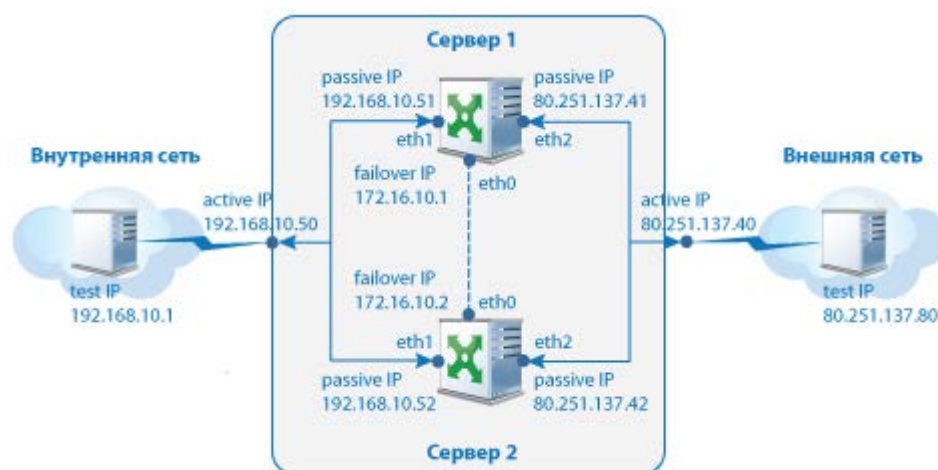 Сервер 1
passive IP
192.168.10.51
passive IP
80.251.137.41
eth1
eth2
Внутренняя сеть
Внешняя сеть
failover IP
172.16.10.1
eth0
active IP
192.168.10.50
active IP
80.251.137.40
test IP
192.168.10.1
test IP
80.251.137.80
failover IP
172.16.10.2
eth0
eth1
eth2
passive IP
192.168.10.52
passive IP
80.251.137.42
Сервер 2